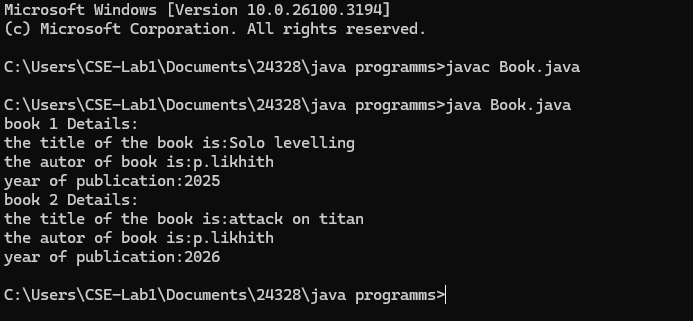 Microsoft Windows [Version 10.0.26100.3194]
(c) Microsoft Corporation. All rights reserved.
C:\Users\CSE-Lab1\Documents\24328\java programms>javac Book.java
C:\Users\CSE-Lab1\Documents\24328\java programms>java Book.java
book 1 Details:
the title of the book is:Solo levelling
the autor of book is:p.likhith
year of publication:2025
book 2 Details:
the title of the book is:attack on titan
the autor of book is:p.likhith
year of publication:2026
C:\Users\CSE-Lab1\Documents\24328\java programms>